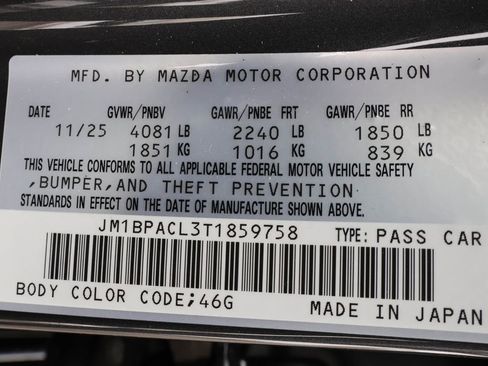 MFD. BY MAZDA MOTOR CORPORATION
DATE GVWR/PNBV GAWR/PNBE FRT GAWR/PNBE RR
11/25 4081 LB 2240 LB 1850 LB
1851 KG 1016 KG 839 KG
THIS VEHICLE CONFORMS TO ALL APPLICABLE FEDERAL MOTOR VEHICLE SAFETY
,BUMPER,AND THEFT PREVENTION
STANDARDS IN EFFECT ON THE DATE OF MANUFACTURE SHOWN ABOVE.
JM1BPACL3T1859758 TYPE: PASS CAR
BODY COLOR CODE;46G MADE IN JAPAN